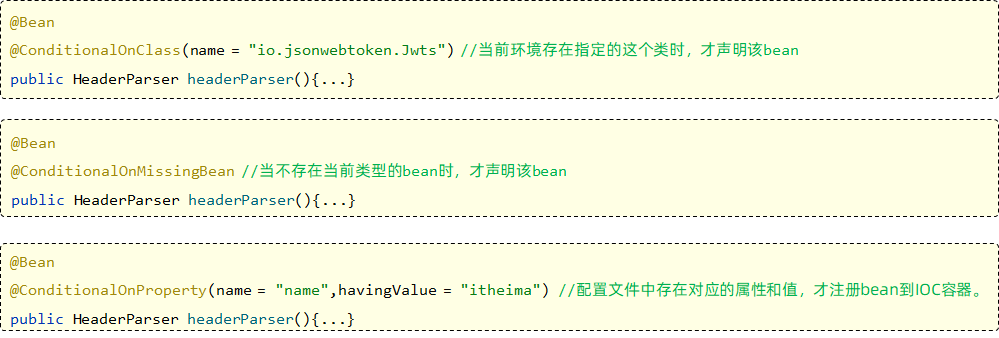 @Bean
@ConditionalOnClass(name = "io.jsonwebtoken.Jwts") //当前环境存在指定的这个类时，才声明该bean
public HeaderParser headerParser(){...}
@Bean
@ConditionalOnMissingBean //当不存在当前类型的bean时，才声明该bean
public HeaderParser headerParser(){...}
@Bean
@ConditionalOnProperty(name = "name",havingValue = "itheima") //配置文件中存在对应的属性和值，才注册bean到IOC容器。
public HeaderParser headerParser(){...}